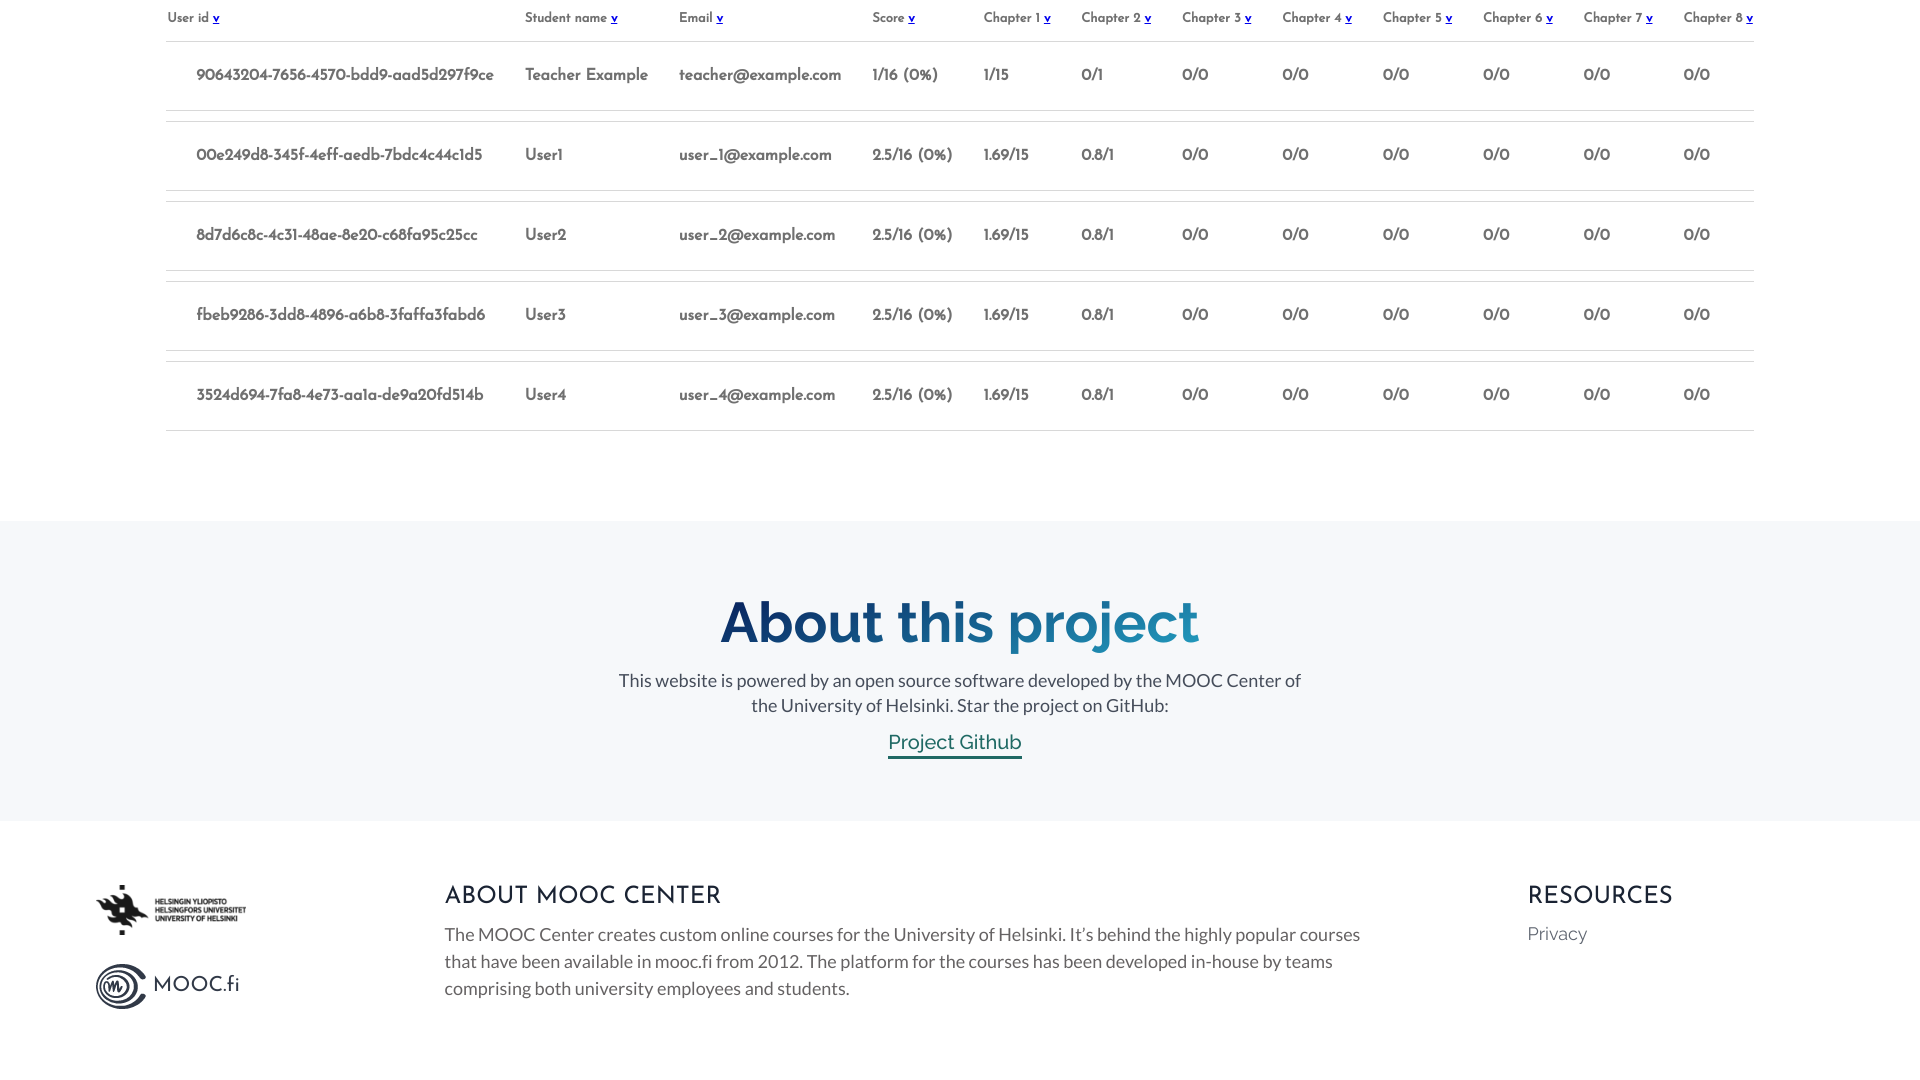 User id v Student name v Email v Score v Chapter 1 v Chapter 2 v Chapter 3 v Chapter 4 v Chapter 5 v Chapter 6 v Chapter 7 v Chapter 8 v
90643204-7656-4570-bdd9-aad5d297f9ce Teacher Example teacher@example.com 1/16 (0%) 1/15 0/1 0/0 0/0 0/0 0/0 0/0 0/0
00e249d8-345f-4eff-aedb-7bdc4c44c1d5 User1 user_1@example.com 2.5/16 (0%) 1.69/15 0.8/1 0/0 0/0 0/0 0/0 0/0 0/0
8d7d6c8c-4c31-48ae-8e20-c68fa95c25cc User2 user_2@example.com 2.5/16 (0%) 1.69/15 0.8/1 0/0 0/0 0/0 0/0 0/0 0/0
fbeb9286-3dd8-4896-a6b8-3faffa3fabd6 User3 user_3@example.com 2.5/16 (0%) 1.69/15 0.8/1 0/0 0/0 0/0 0/0 0/0 0/0
3524d694-7fa8-4e73-aa1a-de9a20fd514b User4 user_4@example.com 2.5/16 (0%) 1.69/15 0.8/1 0/0 0/0 0/0 0/0 0/0 0/0
About this project
This website is powered by an open source software developed by the MOOC Center of
the University of Helsinki. Star the project on GitHub:
Project Github
HELSINGIN YLIOPISTO
HELSINGFORS UNIVERSITET
UNIVERSITY OF HELSINKI
MOOC.fi
ABOUT MOOC CENTER
The MOOC Center creates custom online courses for the University of Helsinki. It’s behind the highly popular courses
that have been available in mooc.fi from 2012. The platform for the courses has been developed in-house by teams
comprising both university employees and students.
RESOURCES
Privacy